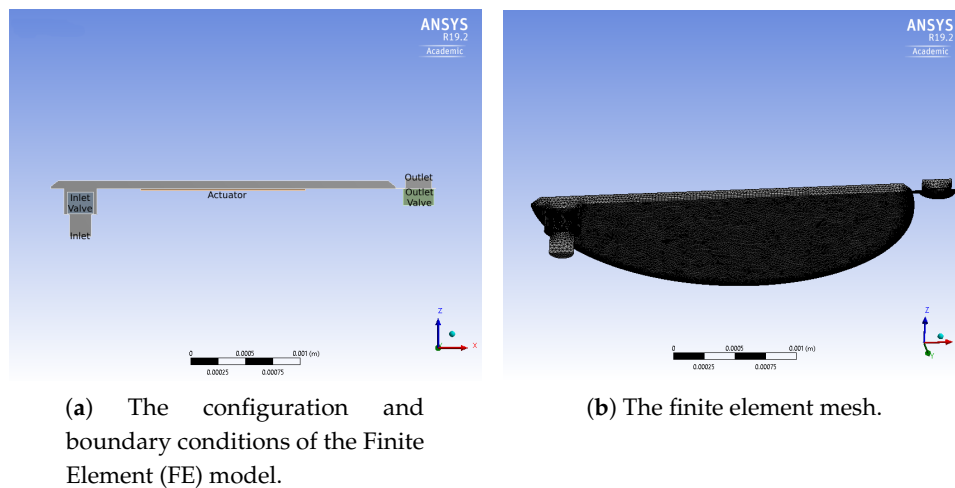 ANSYS
R19.2
Academic
Inlet
Valve
Inlet
Actuator
Outlet
Outlet
Valve
Z
X
0 0.0005 0.001 (m)
0.00025 0.00075
(a) The configuration and
boundary conditions of the Finite
Element (FE) model.
ANSYS
R19.2
Academic
Z
X
Y
0 0.0005 0.001 (m)
0.00025 0.00075
(b) The finite element mesh.